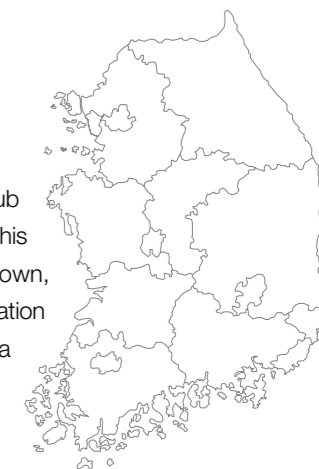 ub
his
own,
ation
a